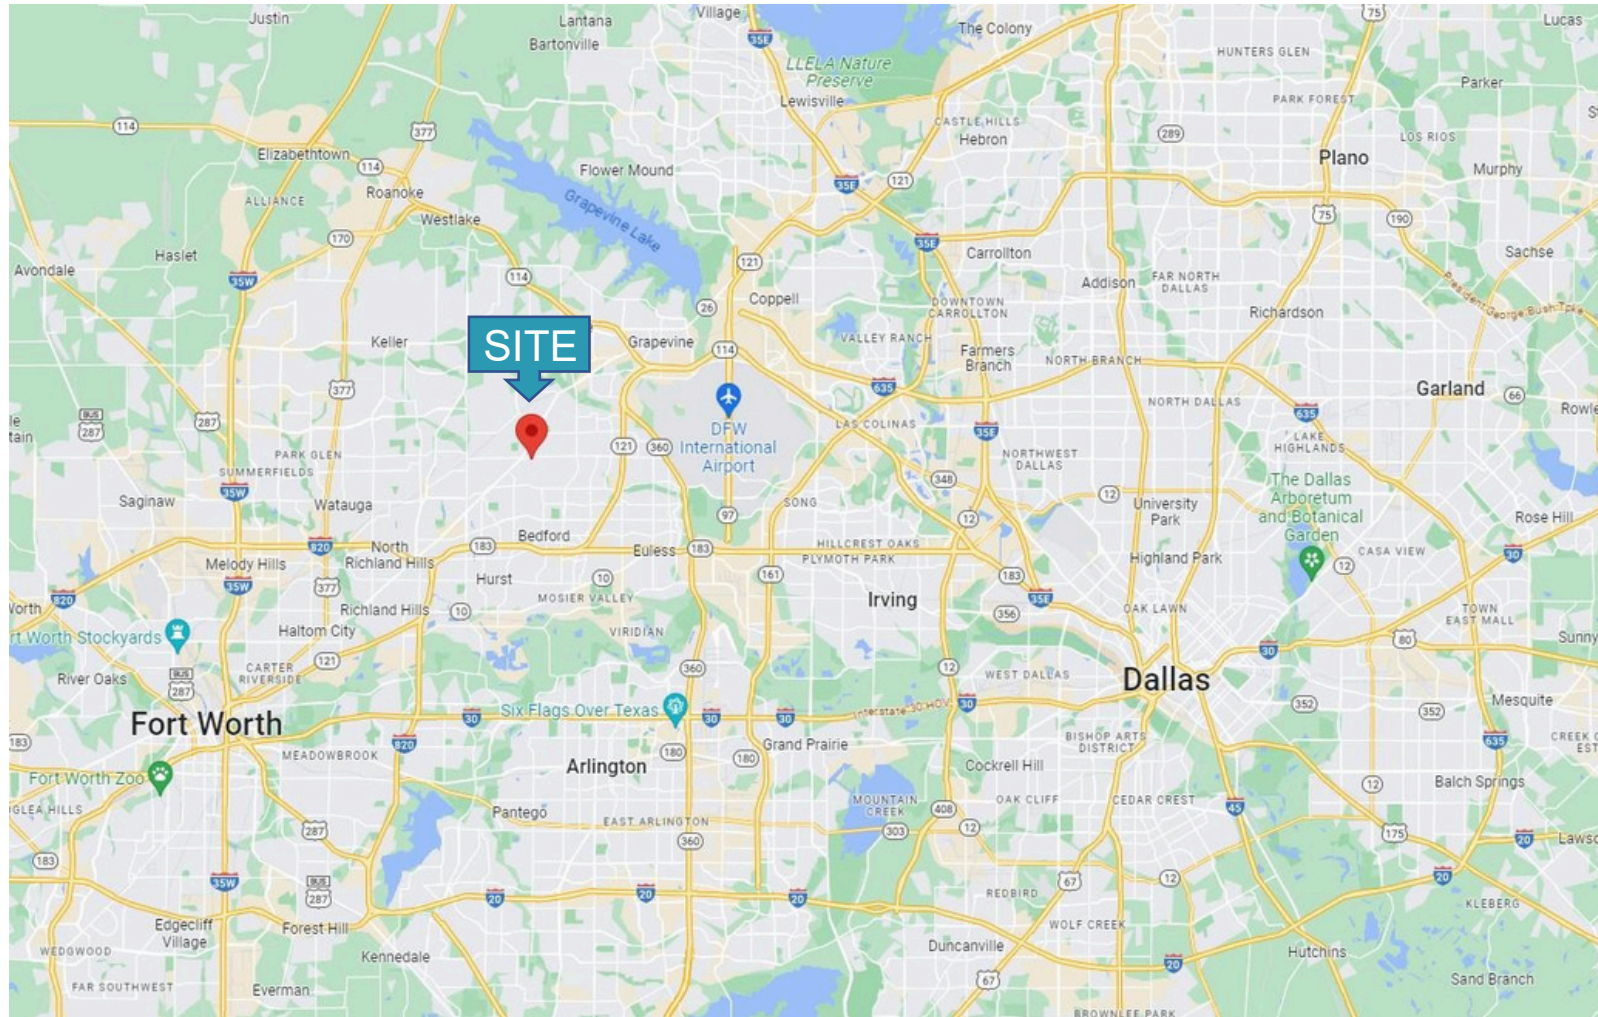 Justin
Lantana
Bartonville
Village
35E
The Colony
75
Lucas
HUNTERS GLEN
LLELA Nature
Preserve
Lewisville
Parker
PARK FOREST
114
377
CASTLE HILLS
Hebron
289
LOS RIOS
Elizabethtown
114
Flower Mound
Plano
Murphy
ALLIANCE
Roanoke
35E
121
Westlake
Grapevine Lake
75
190
170
35E
Carrollton
Sachse
Avondale
Haslet
35W
114
121
Coppell
Addison
FAR NORTH
DALLAS
President George Bush Tpke
26
DOWNTOWN
CARROLLTON
Richardson
SITE
Keller
Grapevine
114
VALLEY RANCH
Farmers
Branch
NORTH BRANCH
377
635
Garland
66
BUS
287
287
DFW
International
Airport
NORTH DALLAS
635
Rowle
LAS COLINAS
35E
LAKE
HIGHLANDS
121
360
PARK GLEN
SUMMERFIELDS
35W
NORTHWEST
DALLAS
The Dallas
Arboretum
and Botanical
Garden
348
Saginaw
Watauga
SONG
12
University
Park
97
12
Rose Hill
Bedford
820
North
Richland Hills
183
Euless
183
HILLCREST OAKS
PLYMOTH PARK
Highland Park
CASA VIEW
30
12
Melody Hills
35W
377
Hurst
10
161
183
820
MOSIER VALLEY
Irving
35E
356
OAK LAWN
TOWN
EAST MALL
Richland Hills
10
Haltom City
VIRIDIAN
80
Sunny
rt Worth Stockyards
30
121
CARTER
RIVERSIDE
360
12
WEST DALLAS
Dallas
River Oaks
BUS
287
Mesquite
Six Flags Over Texas
30
30
30
Interstate 30 HOV
30
352
352
Fort Worth
183
820
MEADOWBROOK
180
180
Grand Prairie
BISHOP ARTS
DISTRICT
635
CREEK
EST
Arlington
Cockrell Hill
Fort Worth Zoo
12
Balch Springs
GLEA HILLS
Pantego
MOUNTAIN
CREEK
408
OAK CLIFF
CEDAR CREST
45
287
EAST ARLINGTON
303
12
175
20
Lawso
360
183
35W
BUS
287
20
20
20
67
12
20
REDBIRD
KLEBERG
Edgecliff
Village
Forest Hill
WOLF CREEK
Duncanville
Hutchins
WEDGWOOD
Kennedale
20
67
Sand Branch
FAR SOUTHWEST
Everman
BROWNLEE PARK